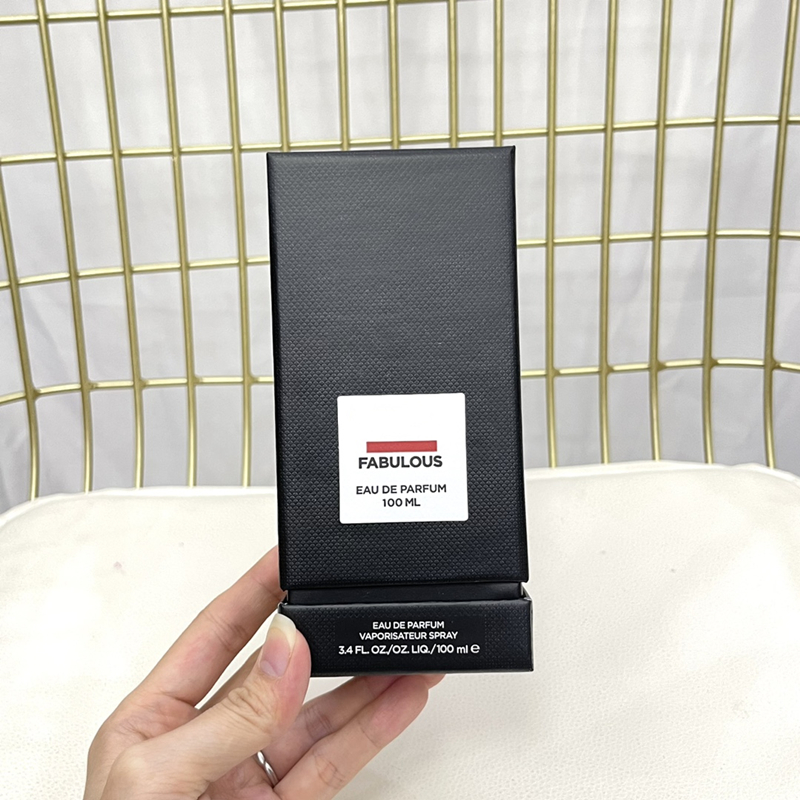 FABULOUS
EAU DE PARFUM
100 ML
EAU DE PARFUM
VAPORISATEUR SPRAY
3.4 FL. OZ./OZ. LIQ./100 ml ℮